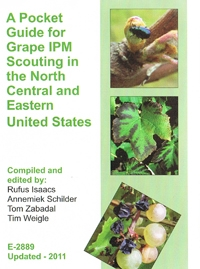 A Pocket
Guide for
Grape IPM
Scouting in
the North
Central and
Eastern
United States
Compiled and
edited by:
Rufus Isaacs
Annemiek Schilder
Tom Zabadal
Tim Weigle
E-2889
Updated - 2011